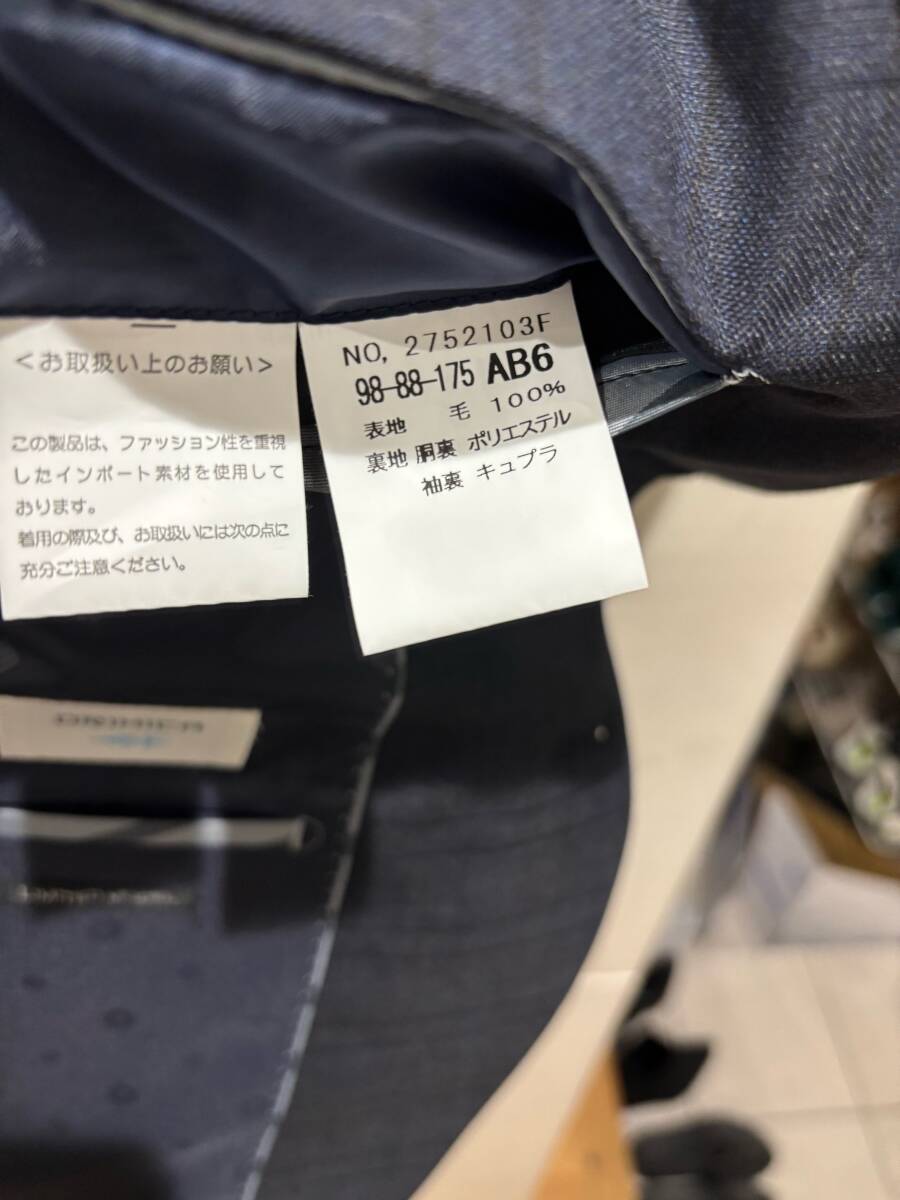 <お取扱い上のお願い>
この製品は、ファッション性を重視
したインポート素材を使用して
おります。
着用の際及び、お取扱いには次の点に
充分ご注意ください。
NO, 2752103F
98-88-175 AB6
表地 毛 100%
裏地 胴裏 ポリエステル
袖裏 キュプラ